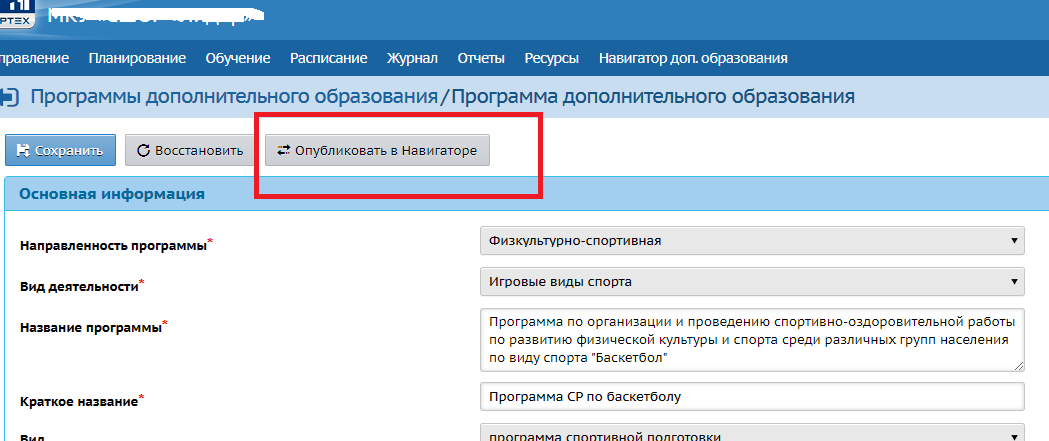 РТЕХ
правление Планирование Обучение Расписание Журнал Отчеты Ресурсы Навигатор доп. образования
Программы дополнительного образования/Программа дополнительного образования
Сохранить Восстановить Опубликовать в Навигаторе
Основная информация
Направленность программы* Физкультурно-спортивная
Вид деятельности* Игровые виды спорта
Название программы* Программа по организации и проведению спортивно-оздоровительной работы
по развитию физической культуры и спорта среди различных групп населения
по виду спорта "Баскетбол"
Краткое название* Программа СР по баскетболу
Вид программа спортивной подготовки